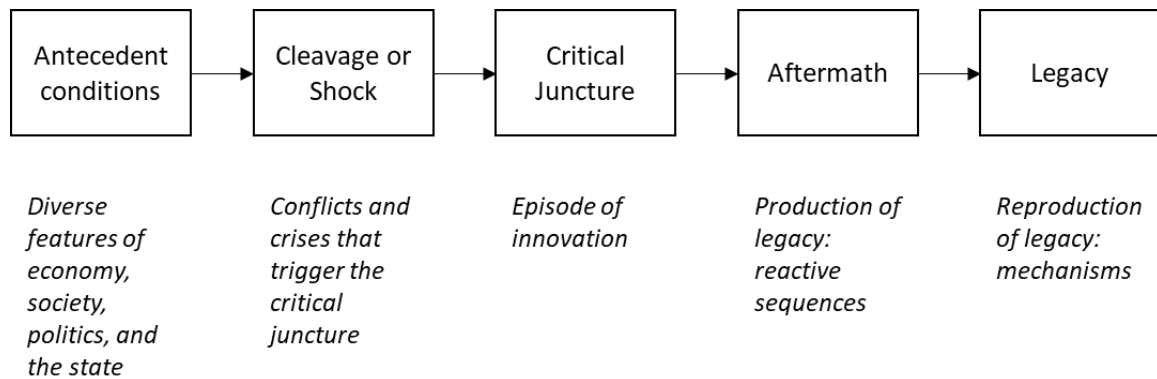 Antecedent
conditions
Cleavage or
Shock
Critical
Juncture
Aftermath
Legacy
Diverse
features of
economy,
society,
politics, and
the state
Conflicts and
crises that
trigger the
critical
juncture
Episode of
innovation
Production of
legacy:
reactive
sequences
Reproduction
of legacy:
mechanisms